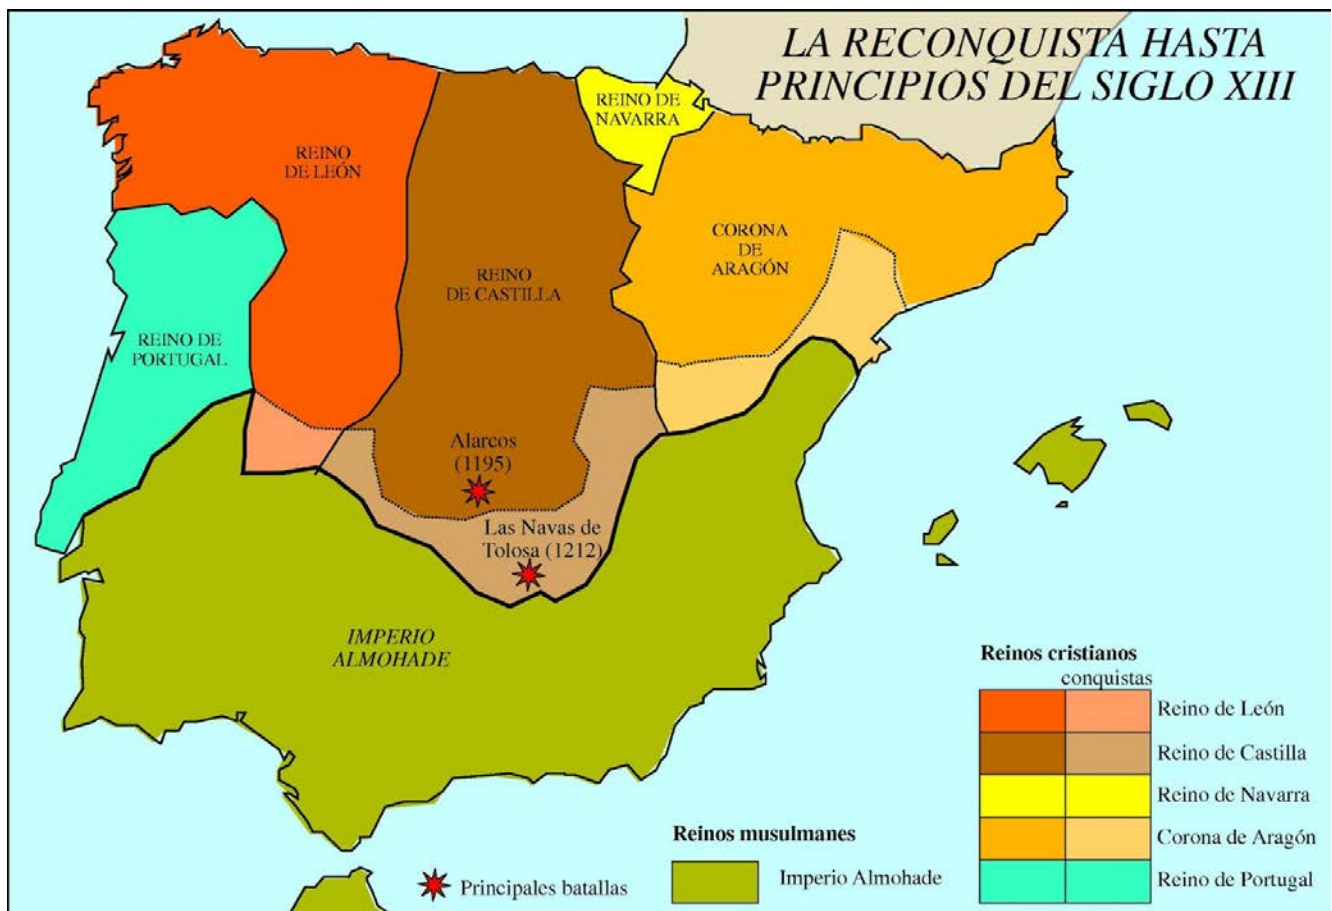 LA RECONQUISTA HASTA
PRINCIPIOS DEL SIGLO XIII
REINO DE
NAVARRA
REINO
DE LEÓN
CORONA
DE
ARAGÓN
REINO
DE CASTILLA
REINO DE
PORTUGAL
Alarcos
(1195)
Las Navas de
Tolosa (1212)
IMPERIO
ALMOHADE
Reinos cristianos
conquistas
Reino de León
Reino de Castilla
Reino de Navarra
Corona de Aragón
Reino de Portugal
Reinos musulmanes
Imperio Almohade
Principales batallas